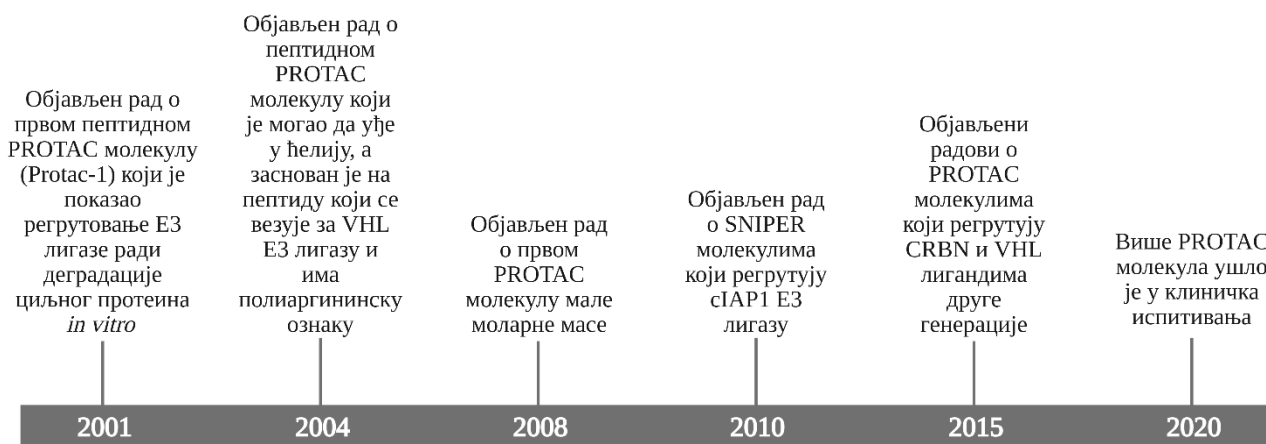 Објављен рад о
првом пептидном
PROTAC молекулу
(Protac-1) који је
показао
регрутовање E3
лигазе ради
деградације
циљног протеина
in vitro
2001
Објављен рад о
пептидном
PROTAC
молекулу који
је могао да уђе
у ћелију, а
заснован је на
пептиду који се
везује за VHL
E3 лигазу и
има
полиаргининску
ознаку
2004
Објављен рад
о првом
PROTAC
молекулу мале
моларне масе
2008
Објављен рад
о SNIPER
молекулима
који регрутују
cIAP1 E3
лигазу
2010
Објављени
радови о
PROTAC
молекулима
који регрутују
CRBN и VHL
лигандима
друге
генерације
2015
Више PROTAC
молекула ушло
је у клиничка
испитивања
2020